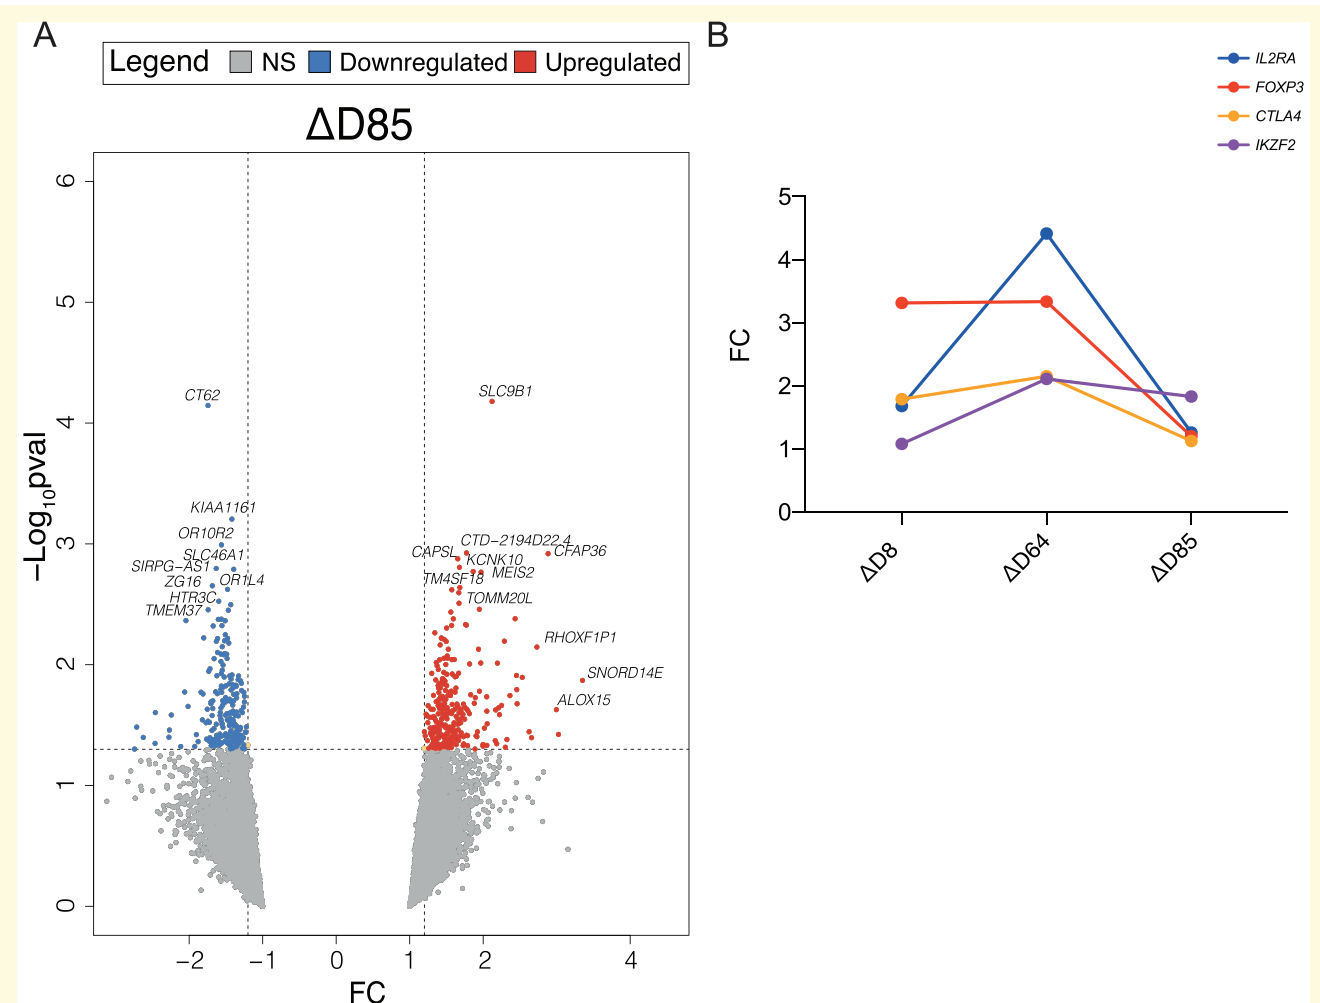 A
Legend NS Downregulated Upregulated
ΔD85
6
5
4
3
2
1
0
−Log10pval
CT62
SLC9B1
KIAA1161
OR10R2
SLC46A1
SIRPG−AS1
ZG16
OR1L4
HTR3C
TMEM37
CTD−2194D22.4
CAPSL
CFAP36
KCNK10
MEIS2
TM4SF18
TOMM20L
RHOXF1P1
SNORD14E
ALOX15
−2 −1 0 1 2 4
FC
B
IL2RA
FOXP3
CTLA4
IKZF2
5
4
3
2
1
0
FC
ΔD8 ΔD64 ΔD85